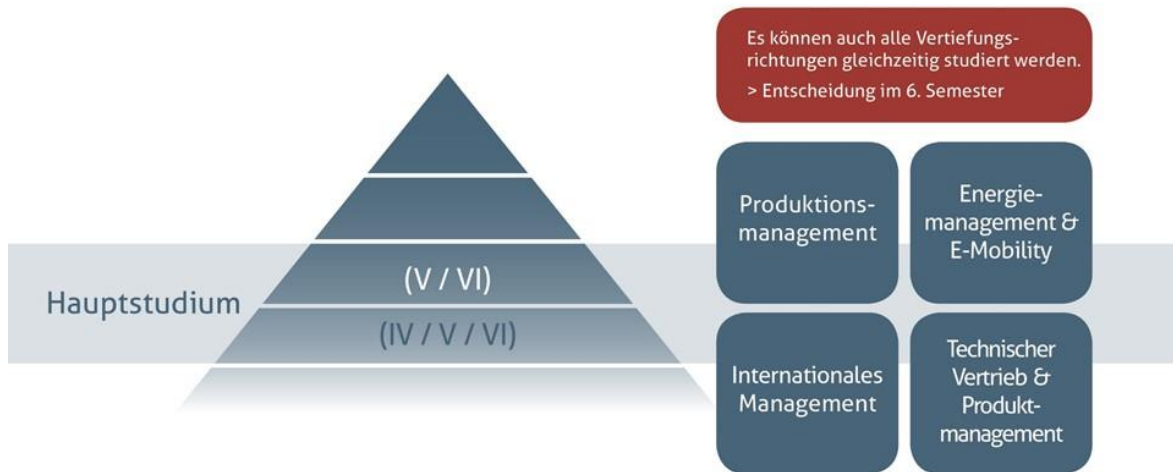 Es können auch alle Vertiefungs-
richtungen gleichzeitig studiert werden.
> Entscheidung im 6. Semester
Produktions-
management
Energie-
management &
E-Mobility
Hauptstudium
(V / VI)
(IV / V / VI)
Internationales
Management
Technischer
Vertrieb &
Produkt-
management